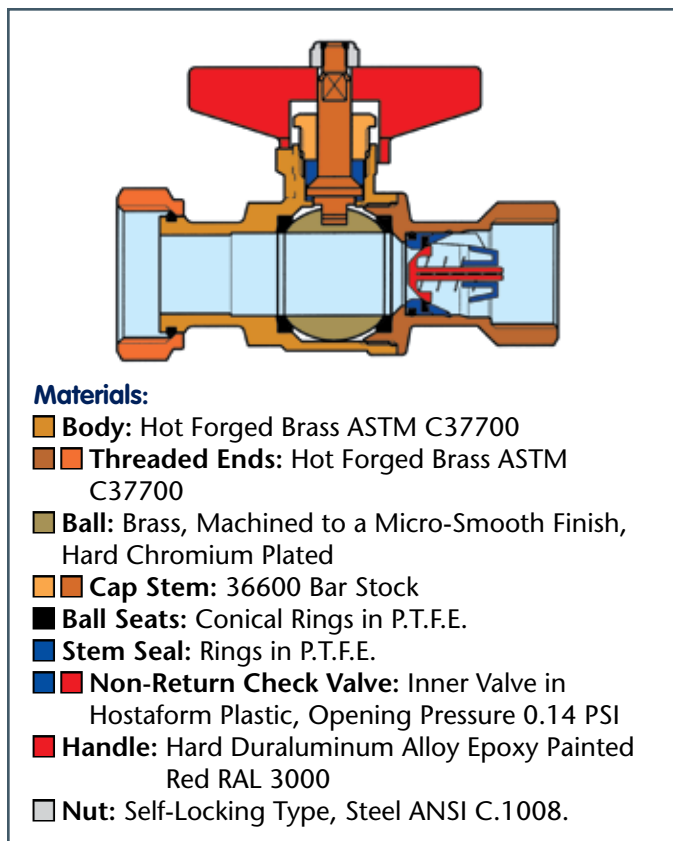 Materials:
Body: Hot Forged Brass ASTM C37700
Threaded Ends: Hot Forged Brass ASTM
C37700
Ball: Brass, Machined to a Micro-Smooth Finish,
Hard Chromium Plated
Cap Stem: 36600 Bar Stock
Ball Seats: Conical Rings in P.T.F.E.
Stem Seal: Rings in P.T.F.E.
Non-Return Check Valve: Inner Valve in
Hostaform Plastic, Opening Pressure 0.14 PSI
Handle: Hard Duraluminum Alloy Epoxy Painted
Red RAL 3000
Nut: Self-Locking Type, Steel ANSI C.1008.